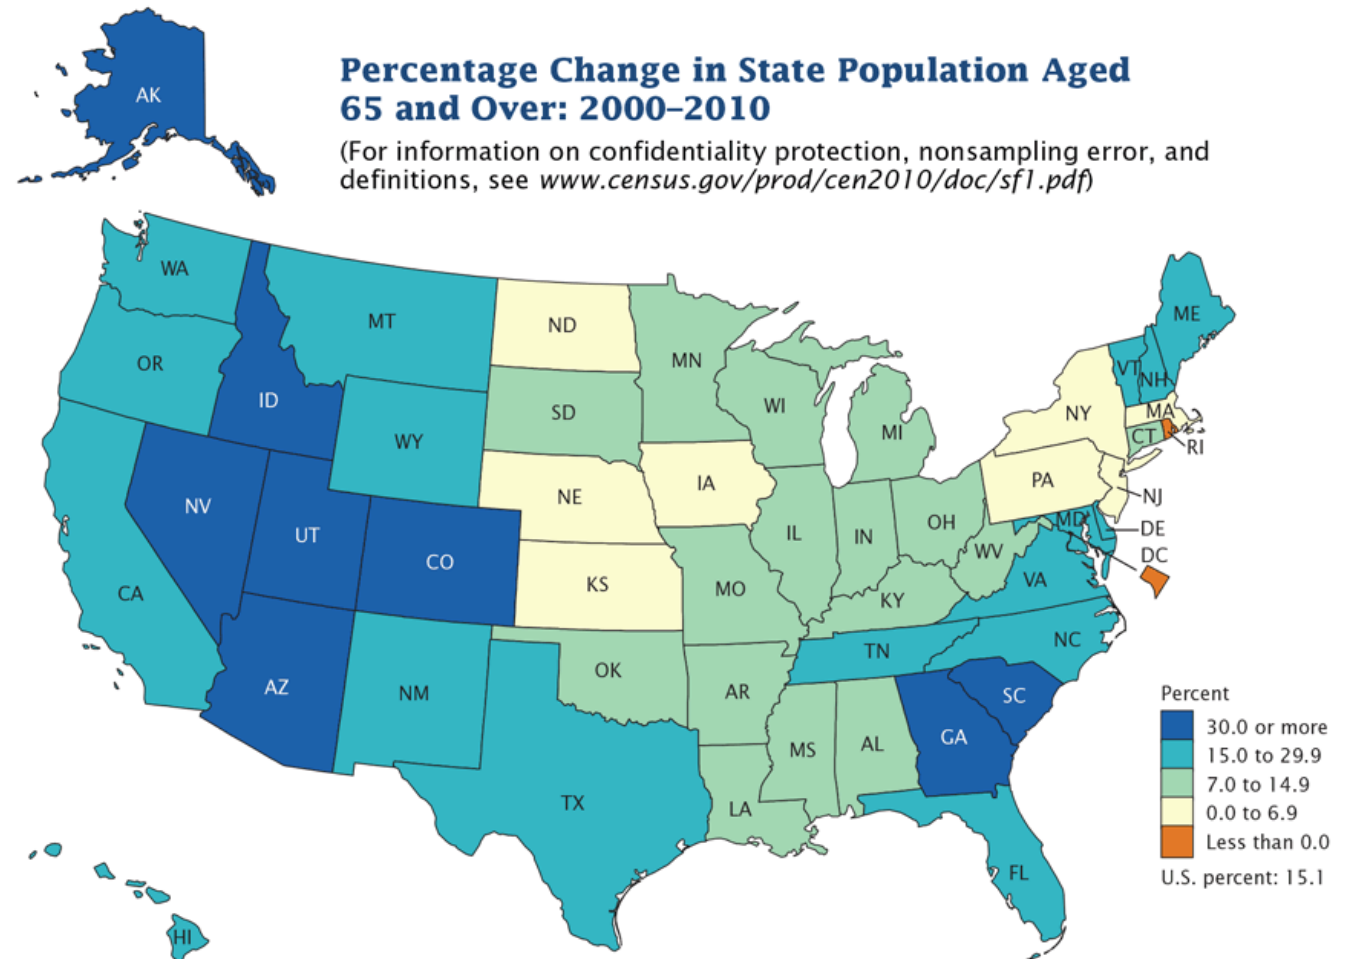 AK
Percentage Change in State Population Aged
65 and Over: 2000–2010
(For information on confidentiality protection, nonsampling error, and
definitions, see www.census.gov/prod/cen2010/doc/sf1.pdf)
WA
MT
ND
MN
ME
OR
ID
WY
SD
WI
MI
NY
VT
NH
MA
CT
RI
NV
UT
CO
NE
IA
PA
NJ
IL
IN
OH
MD
DE
DC
CA
KS
MO
WV
VA
KY
AZ
NM
OK
AR
TN
NC
SC
TX
LA
MS
AL
GA
FL
HI
Percent
30.0 or more
15.0 to 29.9
7.0 to 14.9
0.0 to 6.9
Less than 0.0
U.S. percent: 15.1